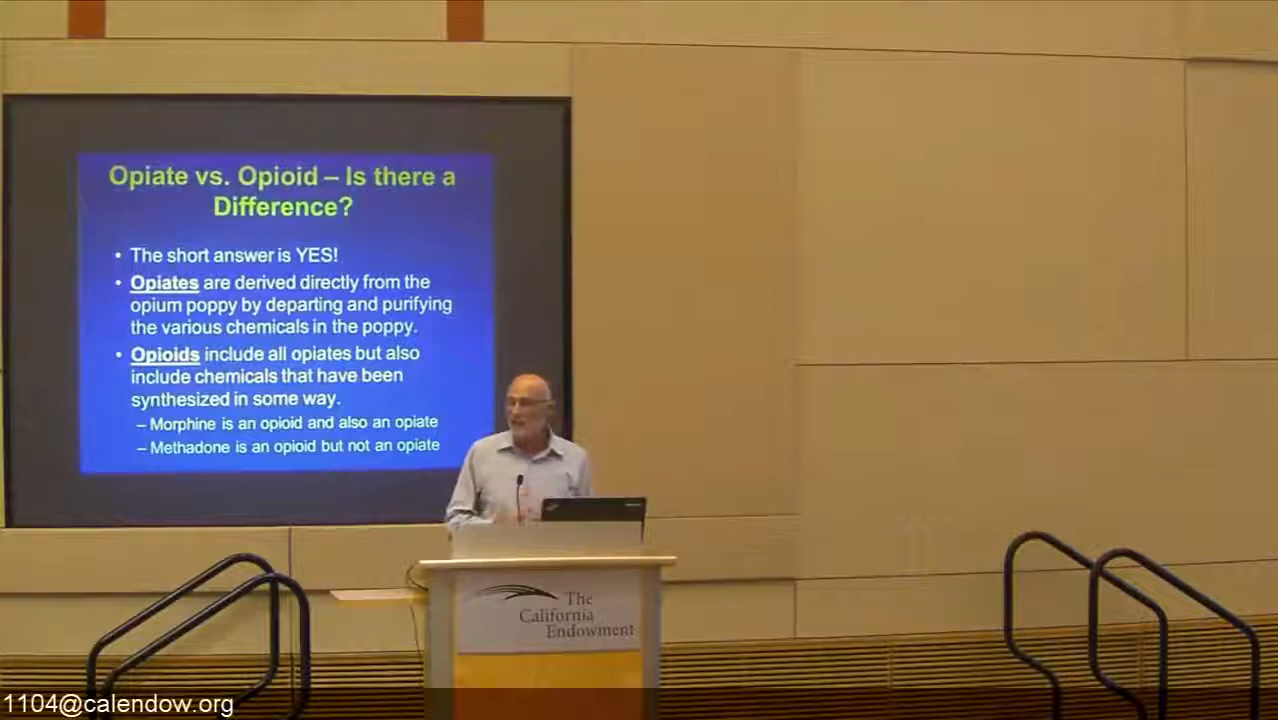 Opiate vs. Opioid – Is there a
Difference?
• The short answer is YES!
• Opiates are derived directly from the
opium poppy by departing and purifying
the various chemicals in the poppy.
• Opioids include all opiates but also
include chemicals that have been
synthesized in some way.
– Morphine is an opioid and also an opiate
– Methadone is an opioid but not an opiate
The
California
Endowment
1104@calendow.org